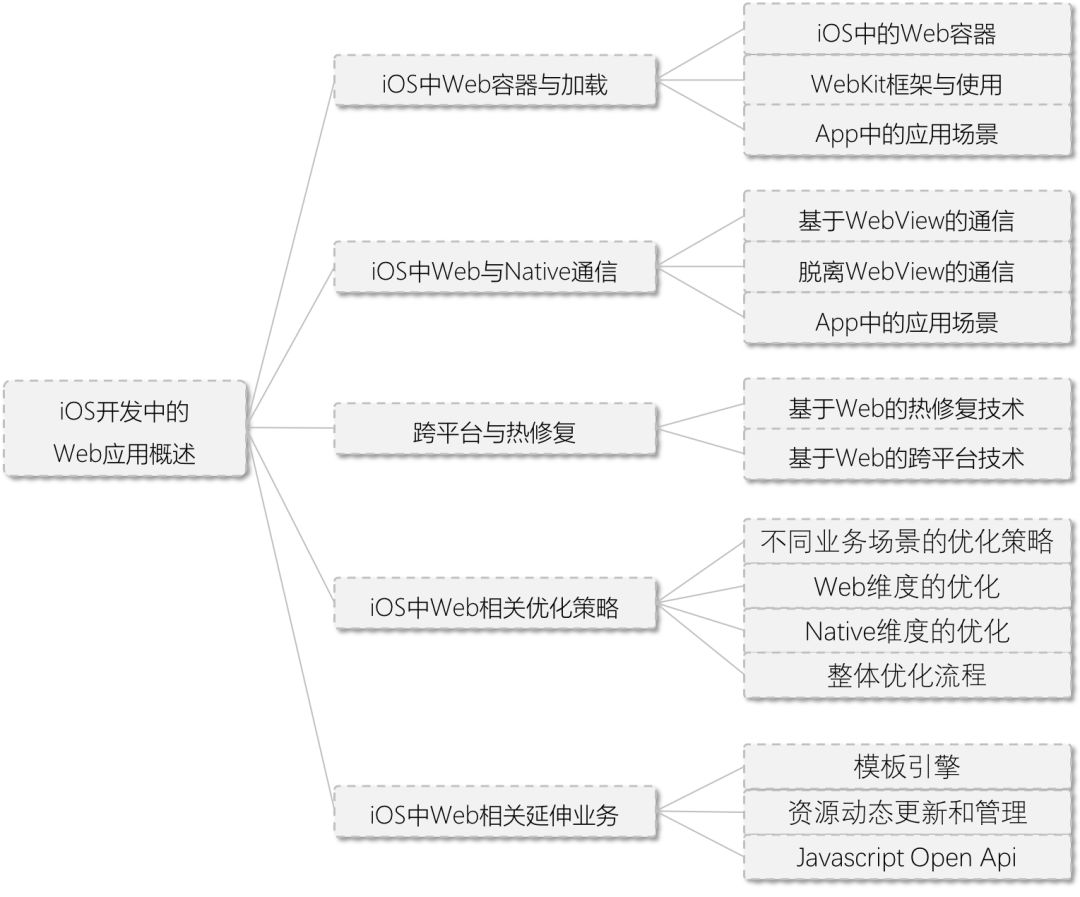 iOS开发中的
Web应用概述
iOS中Web容器与加载
iOS中的Web容器
WebKit框架与使用
App中的应用场景
iOS中Web与Native通信
基于WebView的通信
脱离WebView的通信
App中的应用场景
跨平台与热修复
基于Web的热修复技术
基于Web的跨平台技术
iOS中Web相关优化策略
不同业务场景的优化策略
Web维度的优化
Native维度的优化
整体优化流程
iOS中Web相关延伸业务
模板引擎
资源动态更新和管理
Javascript Open Api